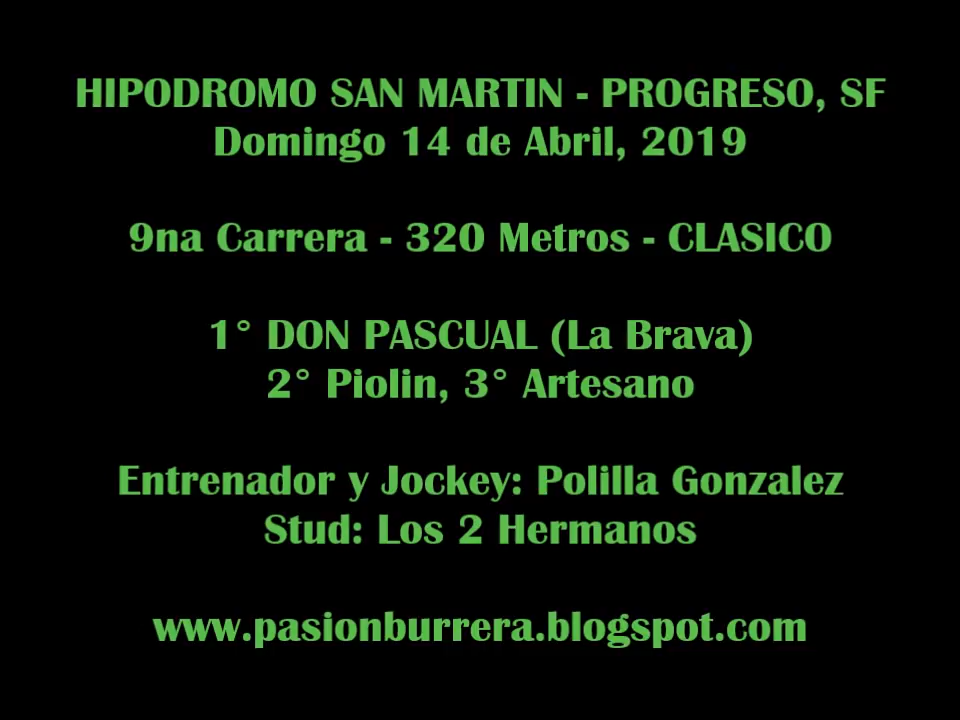 HIPODROMO SAN MARTIN - PROGRESO, SF
Domingo 14 de Abril, 2019
9na Carrera - 320 Metros - CLASICO
1° DON PASCUAL (La Brava)
2° Piolin, 3° Artesano
Entrenador y Jockey: Polilla Gonzalez
Stud: Los 2 Hermanos
www.pasionburrera.blogspot.com